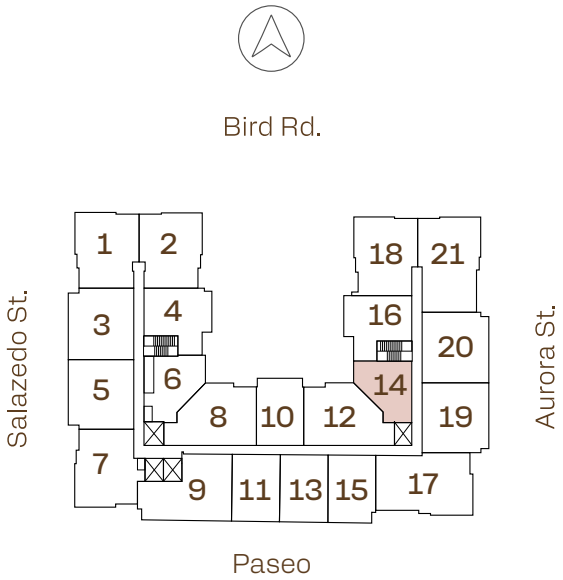 Bird Rd.
1 2 18 21
3 4 16 20
5 6 14 19
8 10 12
7 9 11 13 15 17
Salazedo St.
Aurora St.
Paseo